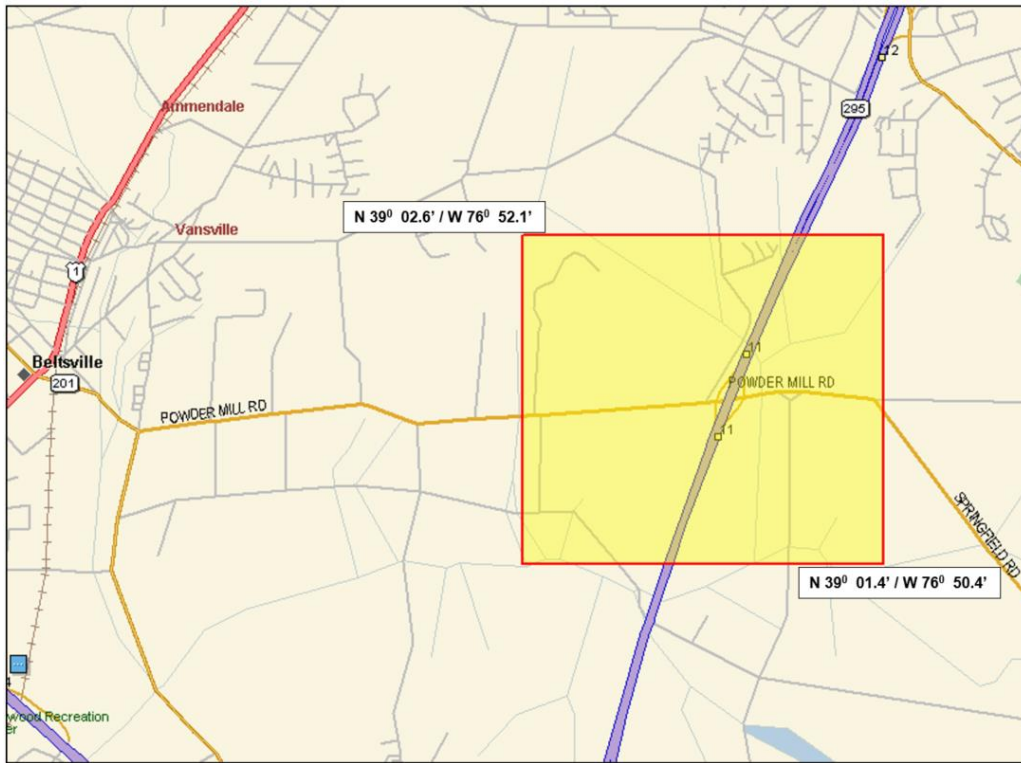 12
295
Ammendale
N 39⁰ 02.6' / W 76⁰ 52.1'
Vansville
1
11
Beltsville
201
POWDER MILL RD
POWDER MILL RD
11
SPRINGFIELD RD
N 39⁰ 01.4' / W 76⁰ 50.4'
4
wood Recreation
er